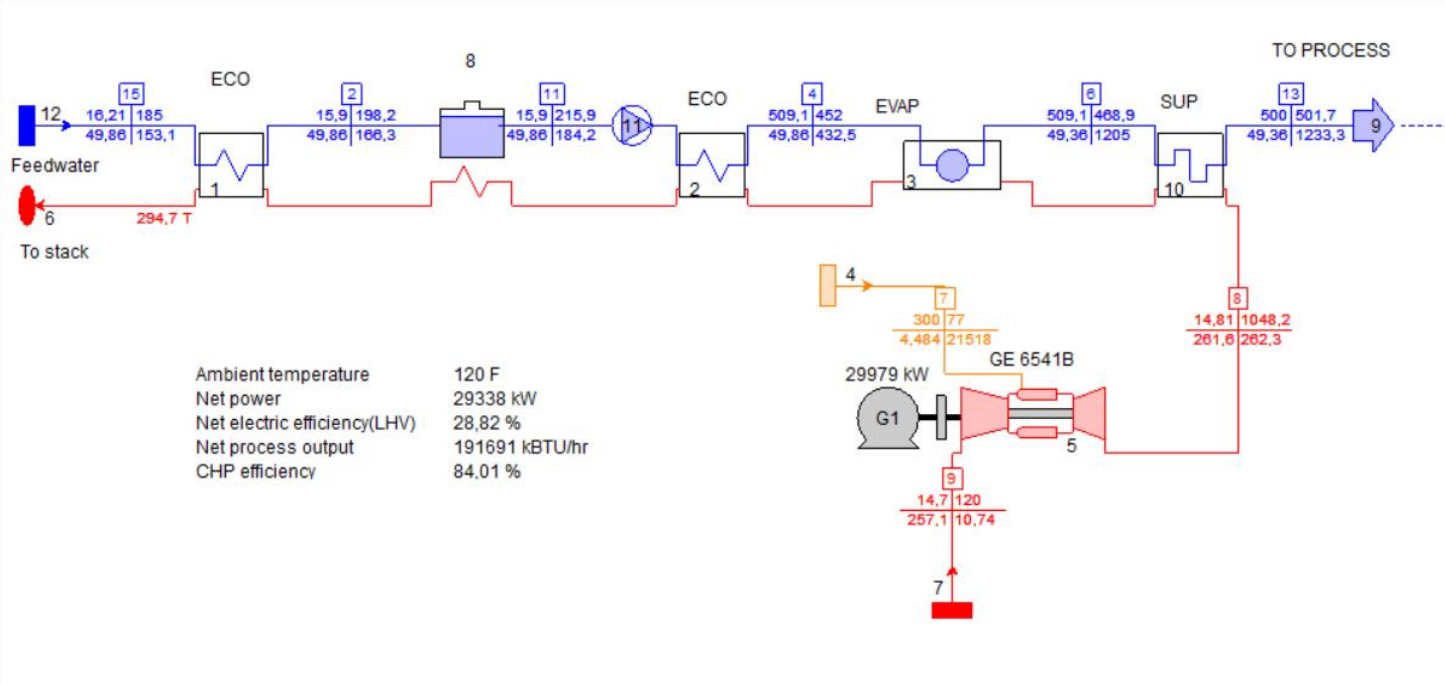 TO PROCESS
ECO
8
15
2
11
ECO
4
EVAP
6
SUP
13
12
16,21 185
49,86 153,1
15,9 198,2
49,86 166,3
15,9 215,9
49,86 184,2
11
509,1 452
49,86 432,5
509,1 468,9
49,36 1205
500 501,7
49,36 1233,3
9
Feedwater
1
2
3
10
6
294,7 T
To stack
4
7
300 77
4,484 21518
8
14,81 1048,2
261,6 262,3
GE 6541B
29979 kW
G1
5
9
14,7 120
257,1 10,74
7
Ambient temperature 120 F
Net power 29338 kW
Net electric efficiency(LHV) 28,82 %
Net process output 191691 kBTU/hr
CHP efficiency 84,01 %